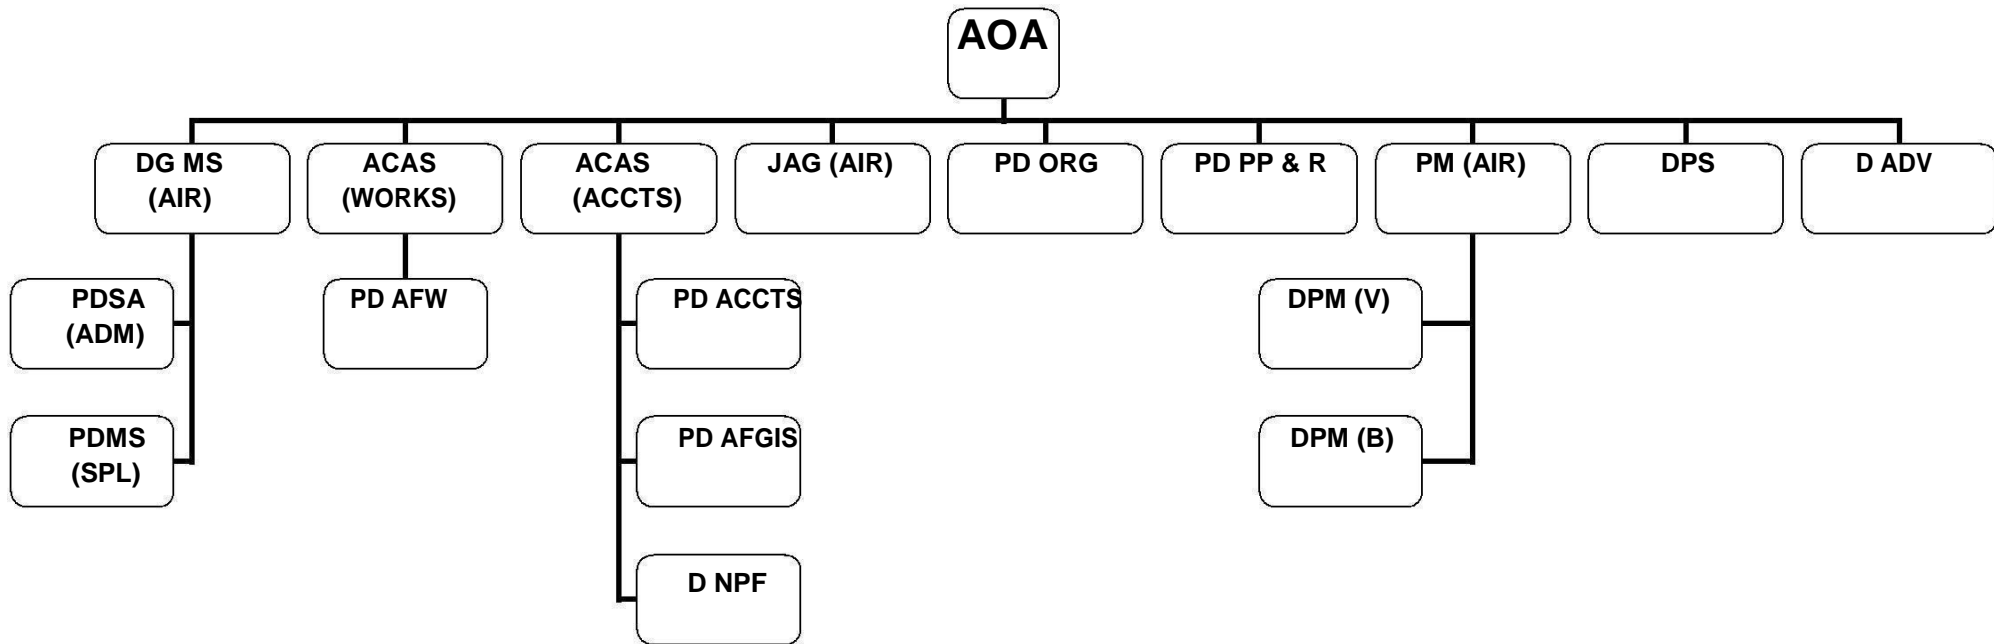 AOA
DG MS
(AIR)
ACAS
(WORKS)
ACAS
(ACCTS)
JAG (AIR)
PD ORG
PD PP & R
PM (AIR)
DPS
D ADV
PDSA
(ADM)
PD AFW
PD ACCTS
DPM (V)
PDMS
(SPL)
PD AFGIS
DPM (B)
D NPF